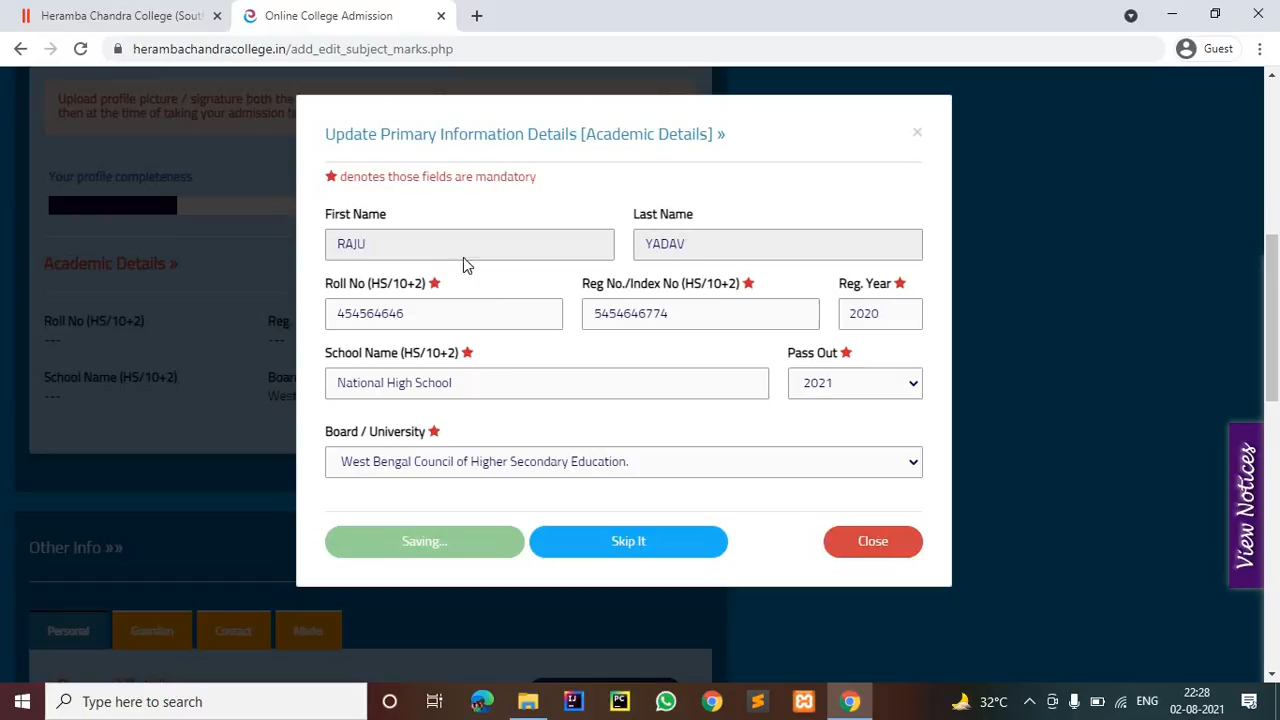 Heramba Chandra College (Sout
Online College Admission
herambachandracollege.in/add_edit_subject_marks.php
Guest
Upload profile picture / signature both the
then at the time of taking your admission
Your profile completeness
Academic Details »
Roll No (HS/10+2)
Reg.
---
---
School Name (HS/10+2)
Boar
---
West
Update Primary Information Details [Academic Details] »
×
★ denotes those fields are mandatory
First Name
Last Name
RAJU
YADAV
Roll No (HS/10+2) ★
Reg No./Index No (HS/10+2) ★
Reg. Year ★
454564646
5454646774
2020
School Name (HS/10+2) ★
Pass Out ★
National High School
2021
Board / University ★
West Bengal Council of Higher Secondary Education.
Saving...
Skip It
Close
View Notices
Other Info »»
Personal
Guardian
Contact
Marks
Type here to search
32°C
ENG
22:28
02-08-2021